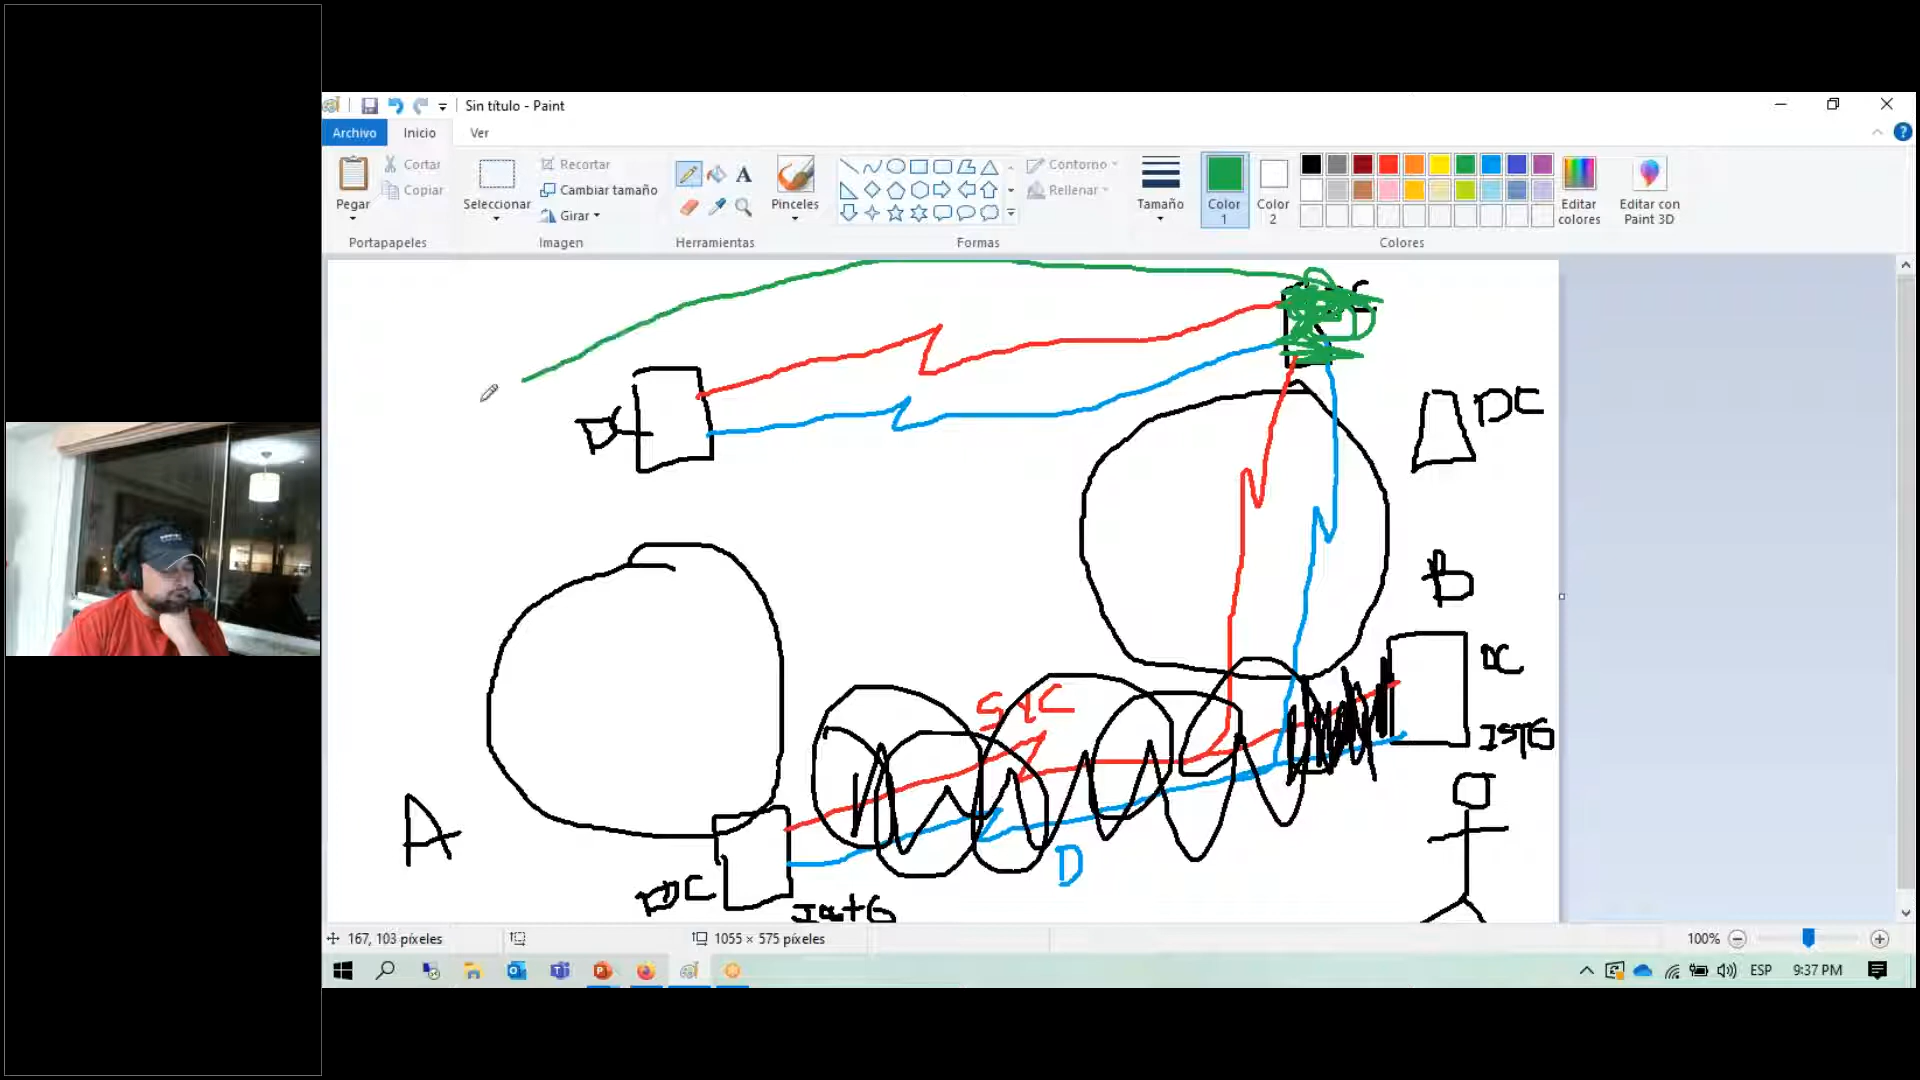 Sin título - Paint
Archivo Inicio Ver
Pegar
Cortar
Copiar
Portapapeles
Seleccionar
Recortar
Cambiar tamaño
Girar
Imagen
A
Herramientas
Pinceles
Contorno
Rellenar
Formas
Tamaño
Color 1
Color 2
Editar colores
Editar con Paint 3D
Colores
DC
B
DC
SYC
A
D
DC
167, 103 píxeles
1055 × 575 píxeles
100%
ESP
9:37 PM